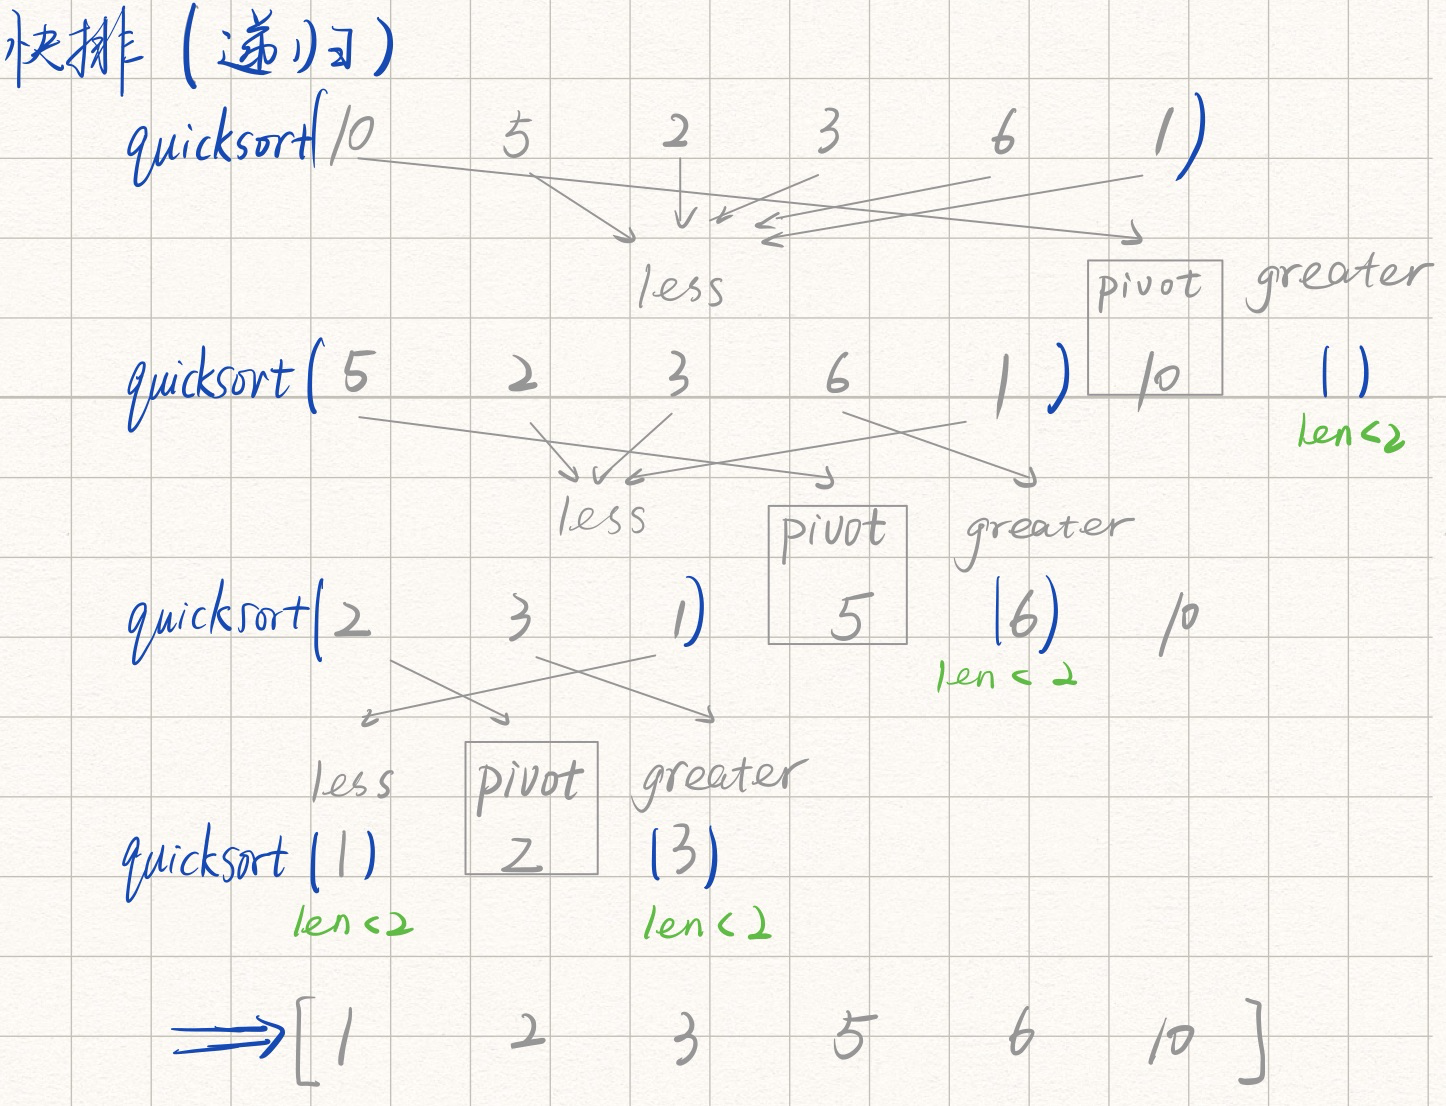 快排 (递归)
quicksort(10 5 2 3 6 1)
less pivot greater
quicksort(5 2 3 6 1) 10 ()
len<2
less pivot greater
quicksort(2 3 1) 5 (6) 10
len < 2
less pivot greater
quicksort(1) 2 (3)
len<2 len<2
⇒[1 2 3 5 6 10]